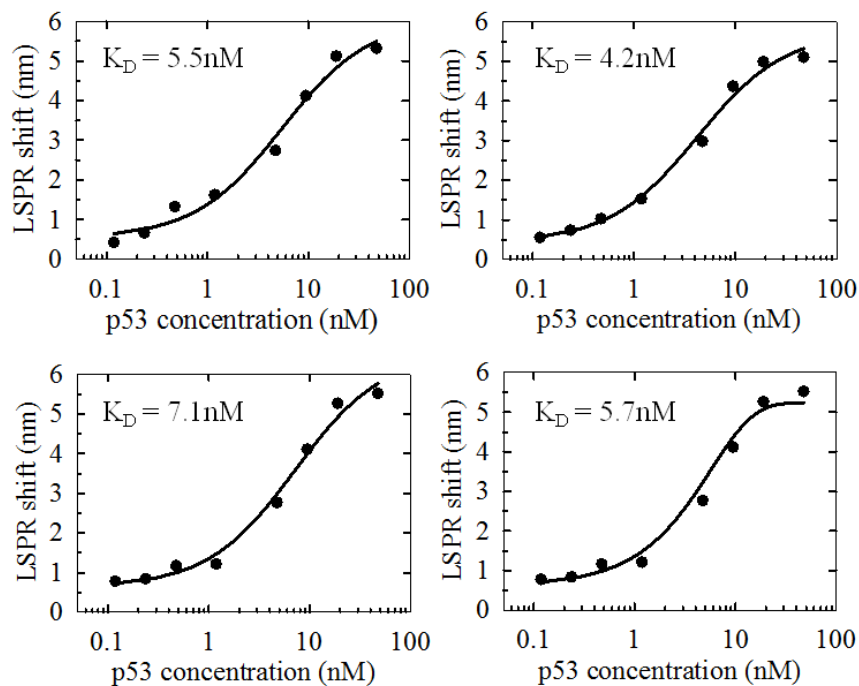 6
5
4
3
2
1
0
LSPR shift (nm)
K_D = 5.5nM
0.1 1 10 100
p53 concentration (nM)
6
5
4
3
2
1
0
LSPR shift (nm)
K_D = 4.2nM
0.1 1 10 100
p53 concentration (nM)
6
5
4
3
2
1
0
LSPR shift (nm)
K_D = 7.1nM
0.1 1 10 100
p53 concentration (nM)
6
5
4
3
2
1
0
LSPR shift (nm)
K_D = 5.7nM
0.1 1 10 100
p53 concentration (nM)